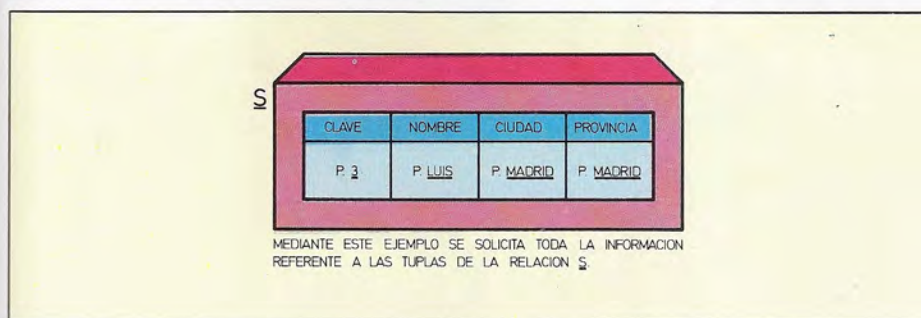 S
CLAVE NOMBRE CIUDAD PROVINCIA
P. 3 P. LUIS P. MADRID P. MADRID
MEDIANTE ESTE EJEMPLO SE SOLICITA TODA LA INFORMACION
REFERENTE A LAS TUPLAS DE LA RELACION S.